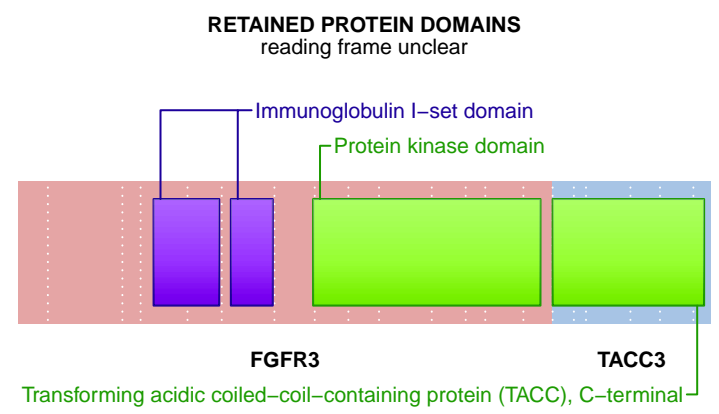 RETAINED PROTEIN DOMAINS
reading frame unclear
Immunoglobulin I−set domain
Protein kinase domain
FGFR3 TACC3
Transforming acidic coiled−coil−containing protein (TACC), C−terminal